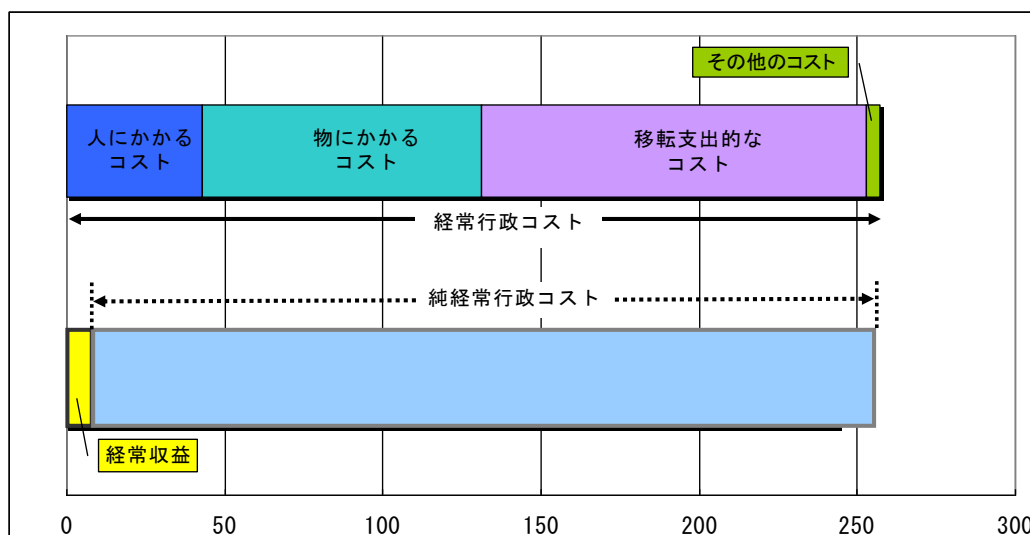 その他のコスト
人にかかる
コスト
物にかかる
コスト
移転支出的な
コスト
経常行政コスト
純経常行政コスト
経常収益
0 50 100 150 200 250 300